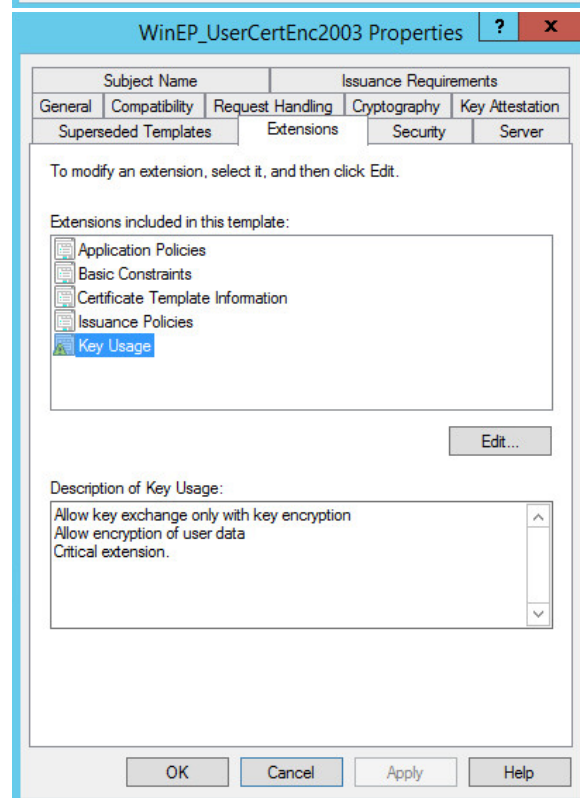 WinEP_UserCertEnc2003 Properties
?
x
Subject Name
Issuance Requirements
General
Compatibility
Request Handling
Cryptography
Key Attestation
Superseded Templates
Extensions
Security
Server
To modify an extension, select it, and then click Edit.
Extensions included in this template:
Application Policies
Basic Constraints
Certificate Template Information
Issuance Policies
Key Usage
Edit...
Description of Key Usage:
Allow key exchange only with key encryption
Allow encryption of user data
Critical extension.
OK
Cancel
Apply
Help